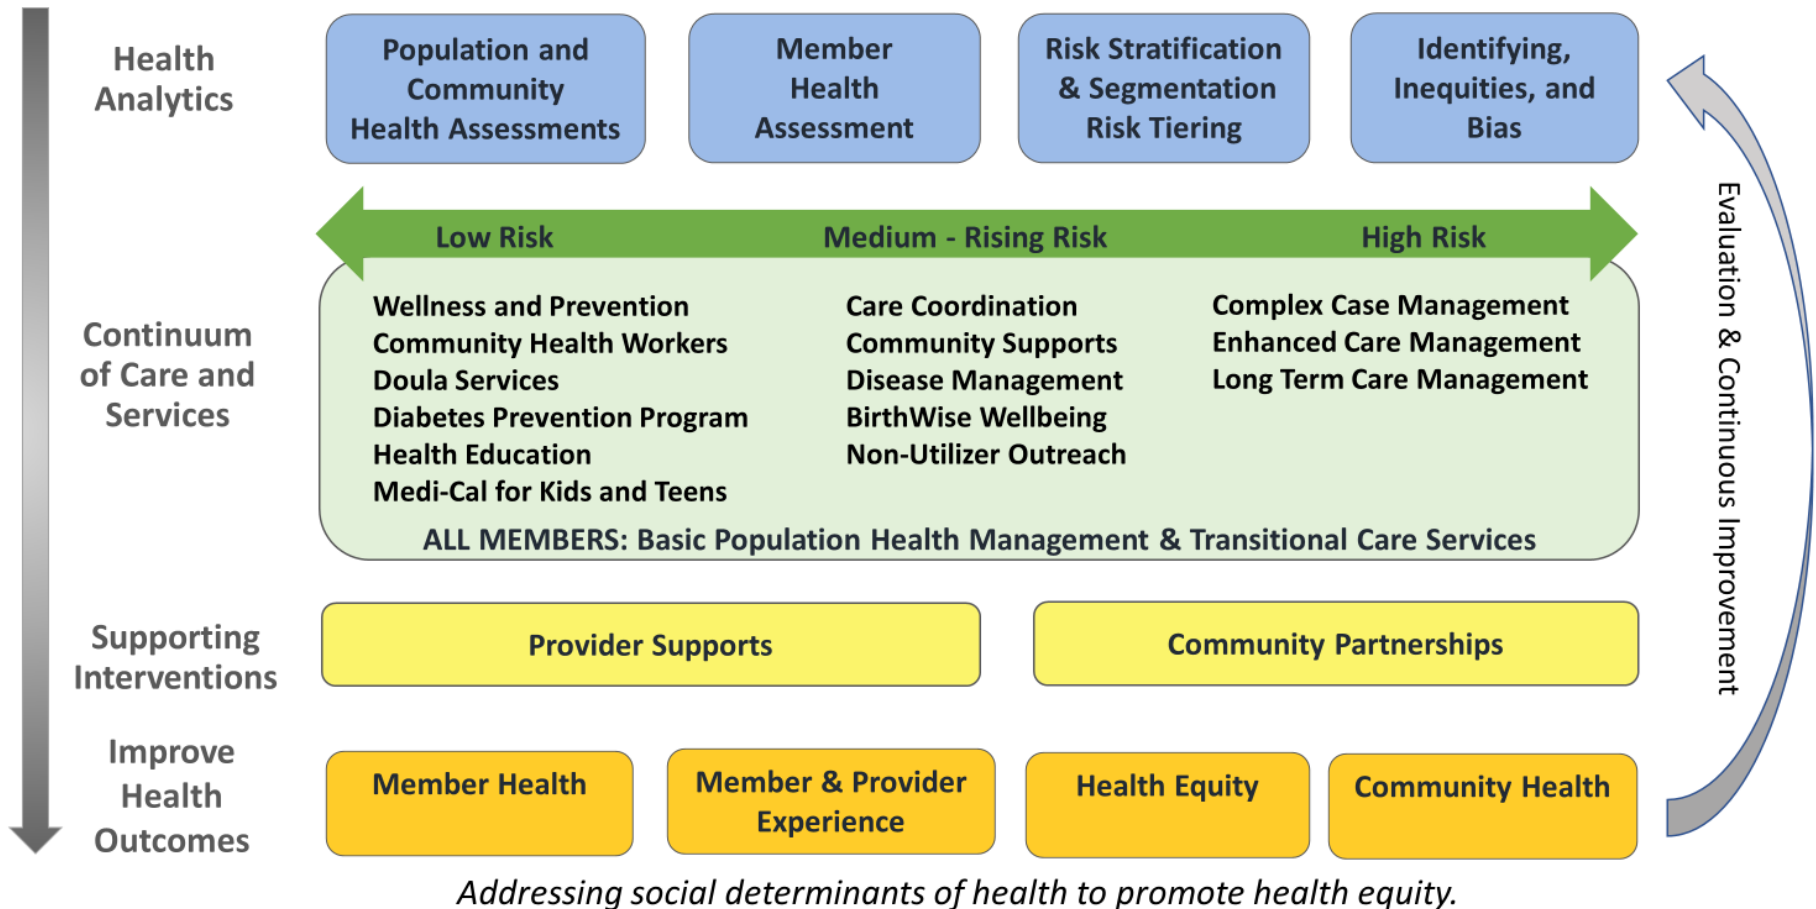 Health
Analytics
Population and
Community
Health Assessments
Member
Health
Assessment
Risk Stratification
& Segmentation
Risk Tiering
Identifying,
Inequities, and
Bias
Low Risk
Medium - Rising Risk
High Risk
Continuum
of Care and
Services
Wellness and Prevention
Community Health Workers
Doula Services
Diabetes Prevention Program
Health Education
Medi-Cal for Kids and Teens
Care Coordination
Community Supports
Disease Management
BirthWise Wellbeing
Non-Utilizer Outreach
Complex Case Management
Enhanced Care Management
Long Term Care Management
ALL MEMBERS: Basic Population Health Management & Transitional Care Services
Supporting
Interventions
Provider Supports
Community Partnerships
Improve
Health
Outcomes
Member Health
Member & Provider
Experience
Health Equity
Community Health
Evaluation & Continuous Improvement
Addressing social determinants of health to promote health equity.